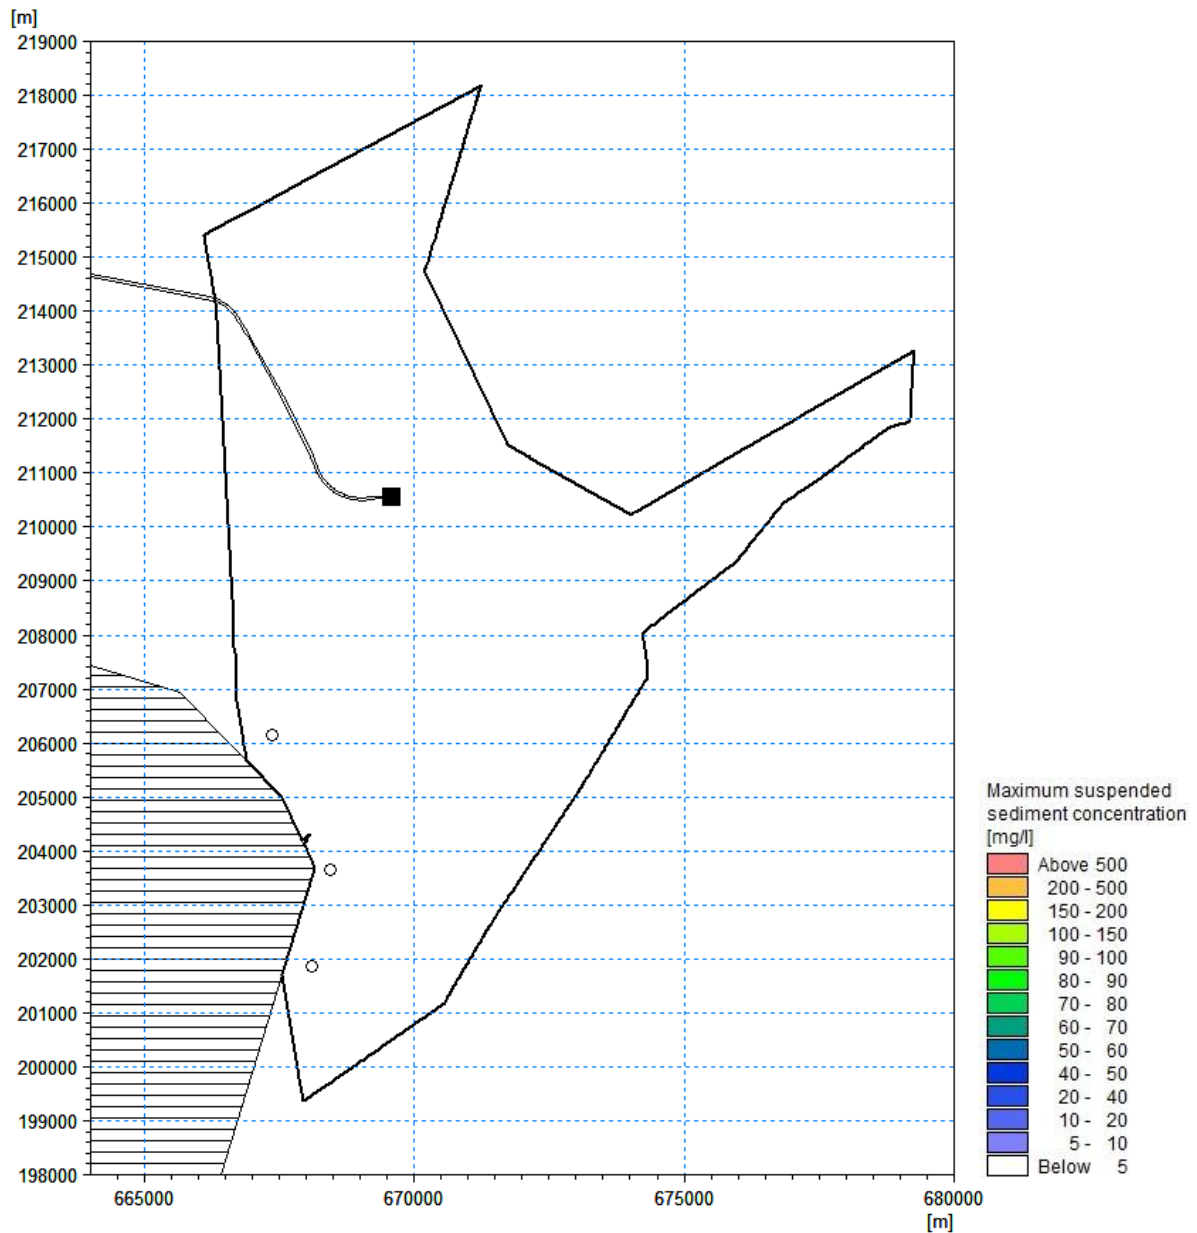 [m]
219000
218000
217000
216000
215000
214000
213000
212000
211000
210000
209000
208000
207000
206000
205000
204000
203000
202000
201000
200000
199000
198000
665000 670000 675000 680000
[m]
Maximum suspended
sediment concentration
[mg/l]
Above 500
200 - 500
150 - 200
100 - 150
90 - 100
80 - 90
70 - 80
60 - 70
50 - 60
40 - 50
20 - 40
10 - 20
5 - 10
Below 5